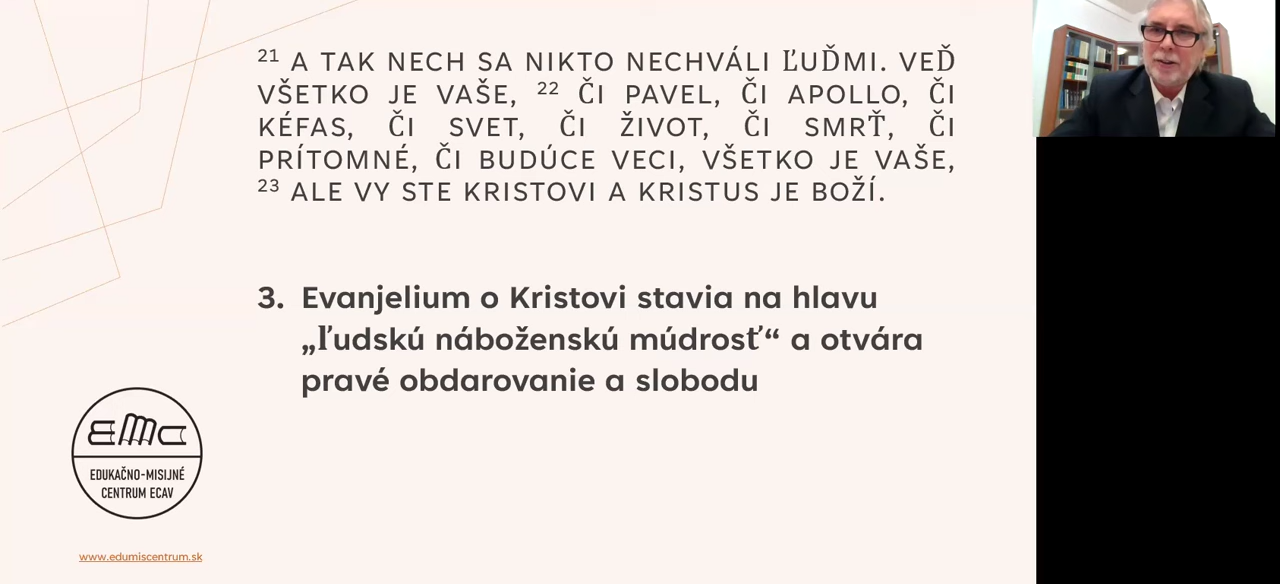 ²¹ A TAK NECH SA NIKTO NECHVÁLI ĽUĎMI. VEĎ
VŠETKO JE VAŠE, ²² ČI PAVEL, ČI APOLLO, ČI
KÉFAS, ČI SVET, ČI ŽIVOT, ČI SMRŤ, ČI
PRÍTOMNÉ, ČI BUDÚCE VECI, VŠETKO JE VAŠE,
²³ ALE VY STE KRISTOVI A KRISTUS JE BOŽÍ.
3. Evanjelium o Kristovi stavia na hlavu
„ľudskú náboženskú múdrosť“ a otvára
pravé obdarovanie a slobodu
EMC
EDUKAČNO-MISIJNÉ
CENTRUM ECAV
www.edumiscentrum.sk